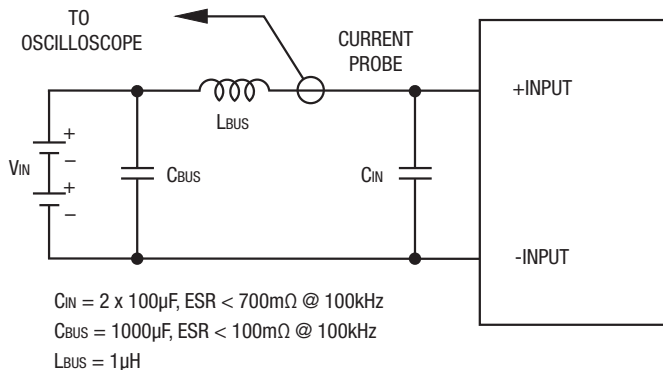 TO
OSCILLOSCOPE
CURRENT
PROBE
+INPUT
LBUS
+
VIN
−
+
−
CBUS
CIN
-INPUT
CIN = 2 x 100µF, ESR < 700mΩ @ 100kHz
CBUS = 1000µF, ESR < 100mΩ @ 100kHz
LBUS = 1µH